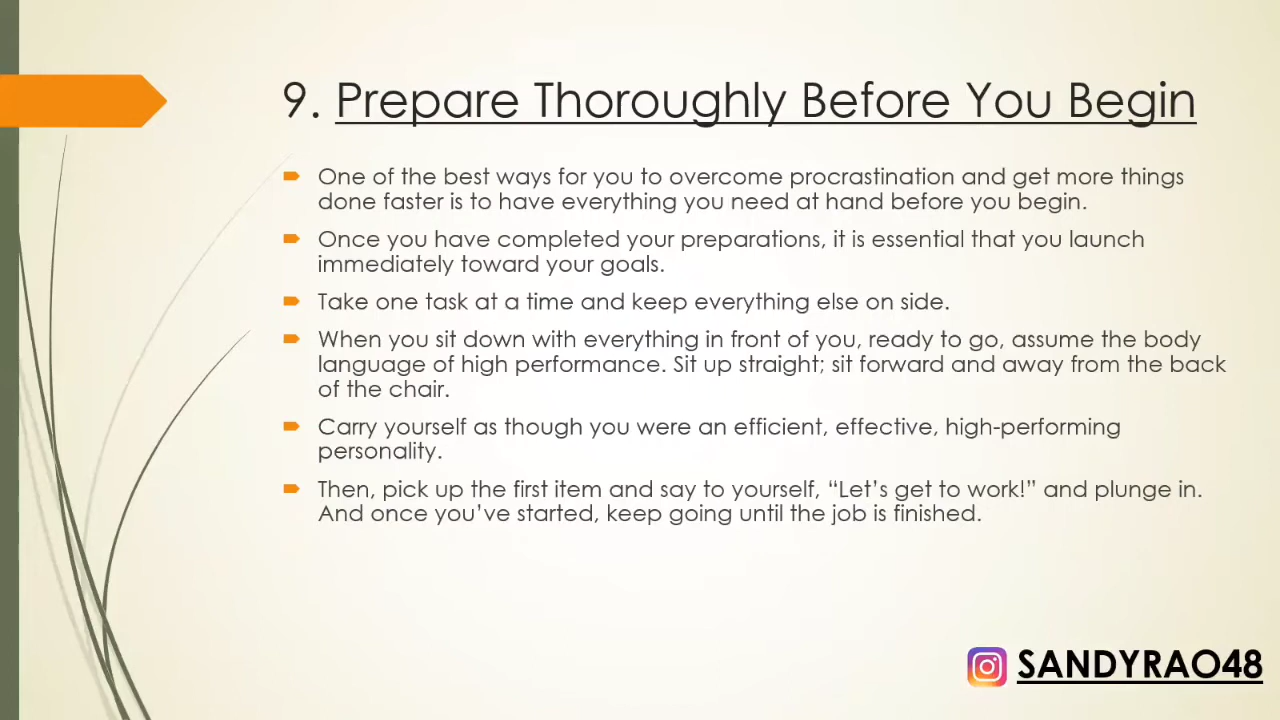 9. Prepare Thoroughly Before You Begin
One of the best ways for you to overcome procrastination and get more things
done faster is to have everything you need at hand before you begin.
Once you have completed your preparations, it is essential that you launch
immediately toward your goals.
Take one task at a time and keep everything else on side.
When you sit down with everything in front of you, ready to go, assume the body
language of high performance. Sit up straight; sit forward and away from the back
of the chair.
Carry yourself as though you were an efficient, effective, high-performing
personality.
Then, pick up the first item and say to yourself, “Let’s get to work!” and plunge in.
And once you’ve started, keep going until the job is finished.
SANDYRAO48